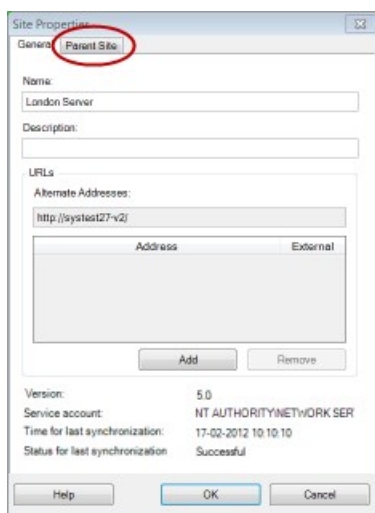 Site Properties
General Parent Site
Name:
London Server
Description:
URLs
Alternate Addresses:
http://systest27-v2/
Address External
Add Remove
Version: 5.0
Service account: NT AUTHORITY\NETWORK SER
Time for last synchronization: 17-02-2012 10:10:10
Status for last synchronization Successful
Help OK Cancel